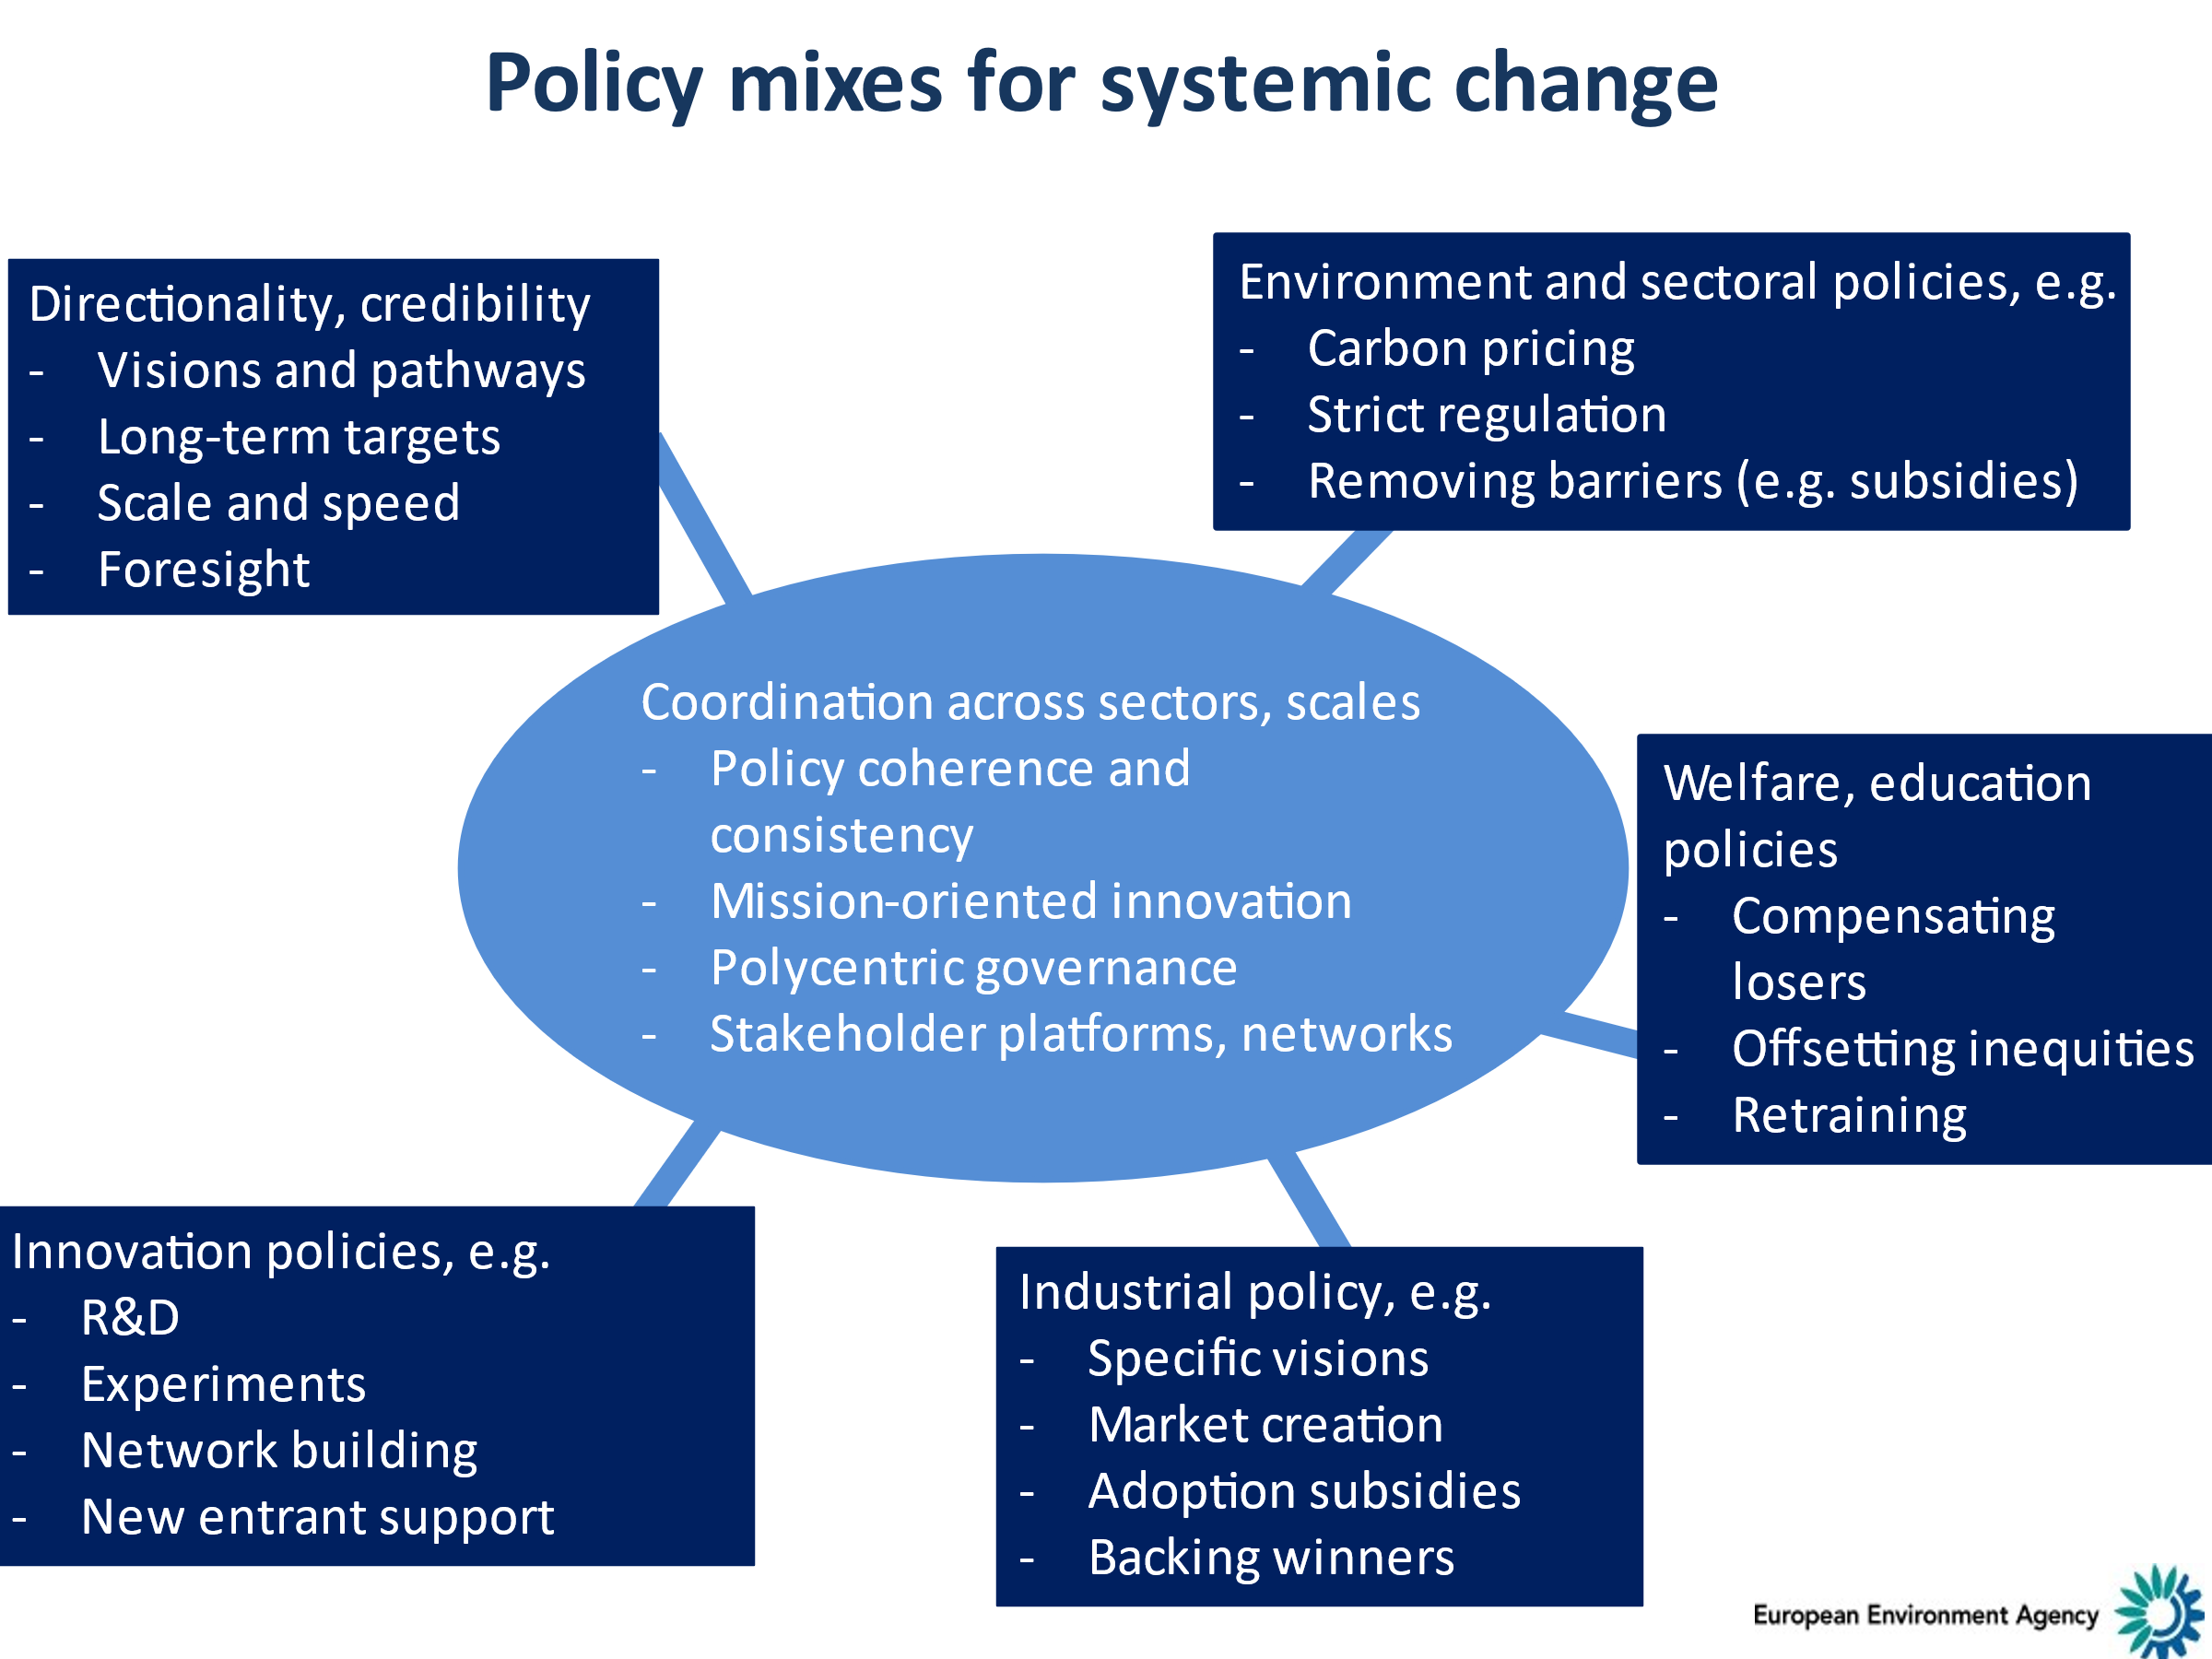 Policy mixes for systemic change
Directionality, credibility
- Visions and pathways
- Long-term targets
- Scale and speed
- Foresight
Environment and sectoral policies, e.g.
- Carbon pricing
- Strict regulation
- Removing barriers (e.g. subsidies)
Coordination across sectors, scales
- Policy coherence and
consistency
- Mission-oriented innovation
- Polycentric governance
- Stakeholder platforms, networks
Welfare, education
policies
- Compensating
losers
- Offsetting inequities
- Retraining
Innovation policies, e.g.
- R&D
- Experiments
- Network building
- New entrant support
Industrial policy, e.g.
- Specific visions
- Market creation
- Adoption subsidies
- Backing winners
European Environment Agency